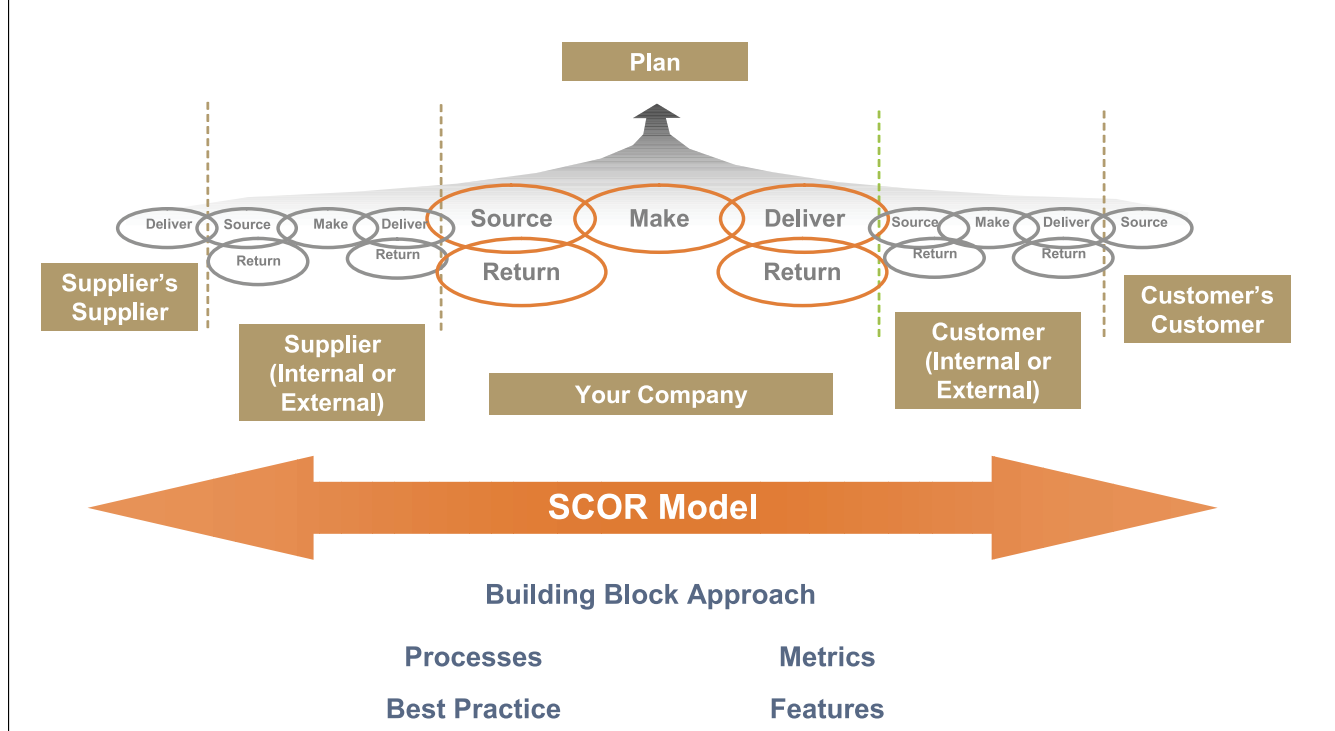 Plan
Deliver
Source
Make
Deliver
Source
Make
Deliver
Source
Make
Deliver
Source
Return
Return
Return
Return
Return
Return
Supplier's
Supplier
Supplier
(Internal or
External)
Your Company
Customer
(Internal or
External)
Customer's
Customer
SCOR Model
Building Block Approach
Processes
Metrics
Best Practice
Features